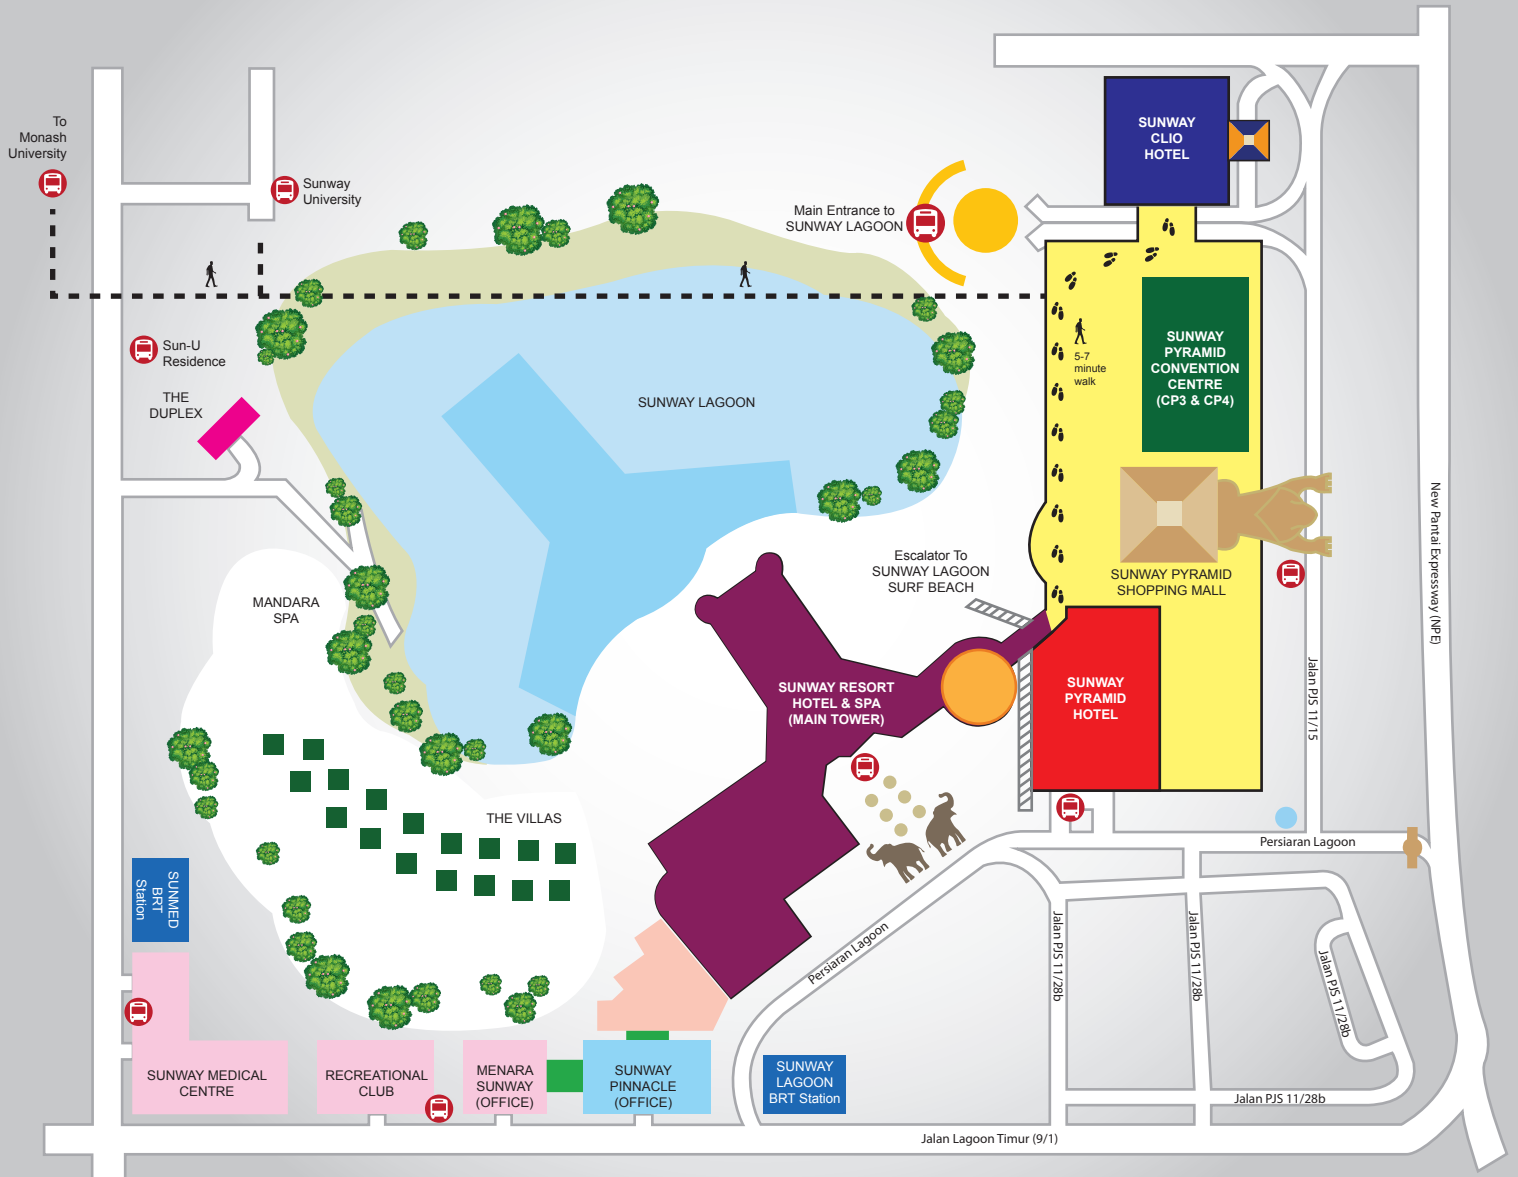 To
Monash
University
Sunway
University
Main Entrance to
SUNWAY LAGOON
SUNWAY
CLIO
HOTEL
Sun-U
Residence
THE
DUPLEX
SUNWAY LAGOON
5-7
minute
walk
SUNWAY
PYRAMID
CONVENTION
CENTRE
(CP3 & CP4)
New Pantai Expressway (NPE)
Escalator To
SUNWAY LAGOON
SURF BEACH
SUNWAY PYRAMID
SHOPPING MALL
MANDARA
SPA
SUNWAY RESORT
HOTEL & SPA
(MAIN TOWER)
SUNWAY
PYRAMID
HOTEL
Jalan PJS 11/15
THE VILLAS
Persiaran Lagoon
SUNMED
BRT
Station
Persiaran Lagoon
Jalan PJS 11/28b
Jalan PJS 11/28b
Jalan PJS 11/28b
SUNWAY MEDICAL
CENTRE
RECREATIONAL
CLUB
MENARA
SUNWAY
(OFFICE)
SUNWAY
PINNACLE
(OFFICE)
SUNWAY
LAGOON
BRT Station
Jalan PJS 11/28b
Jalan Lagoon Timur (9/1)